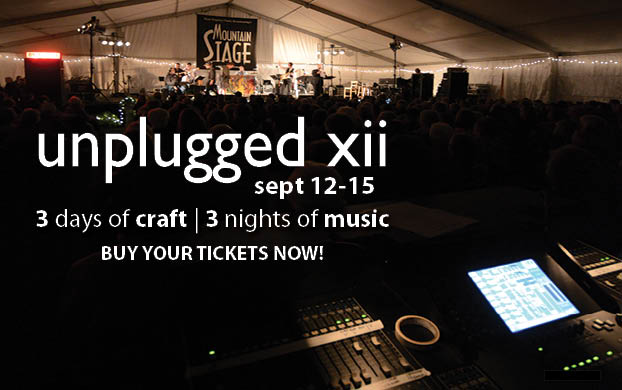 MOUNTAIN
STAGE
unplugged xii
sept 12-15
3 days of craft | 3 nights of music
BUY YOUR TICKETS NOW!